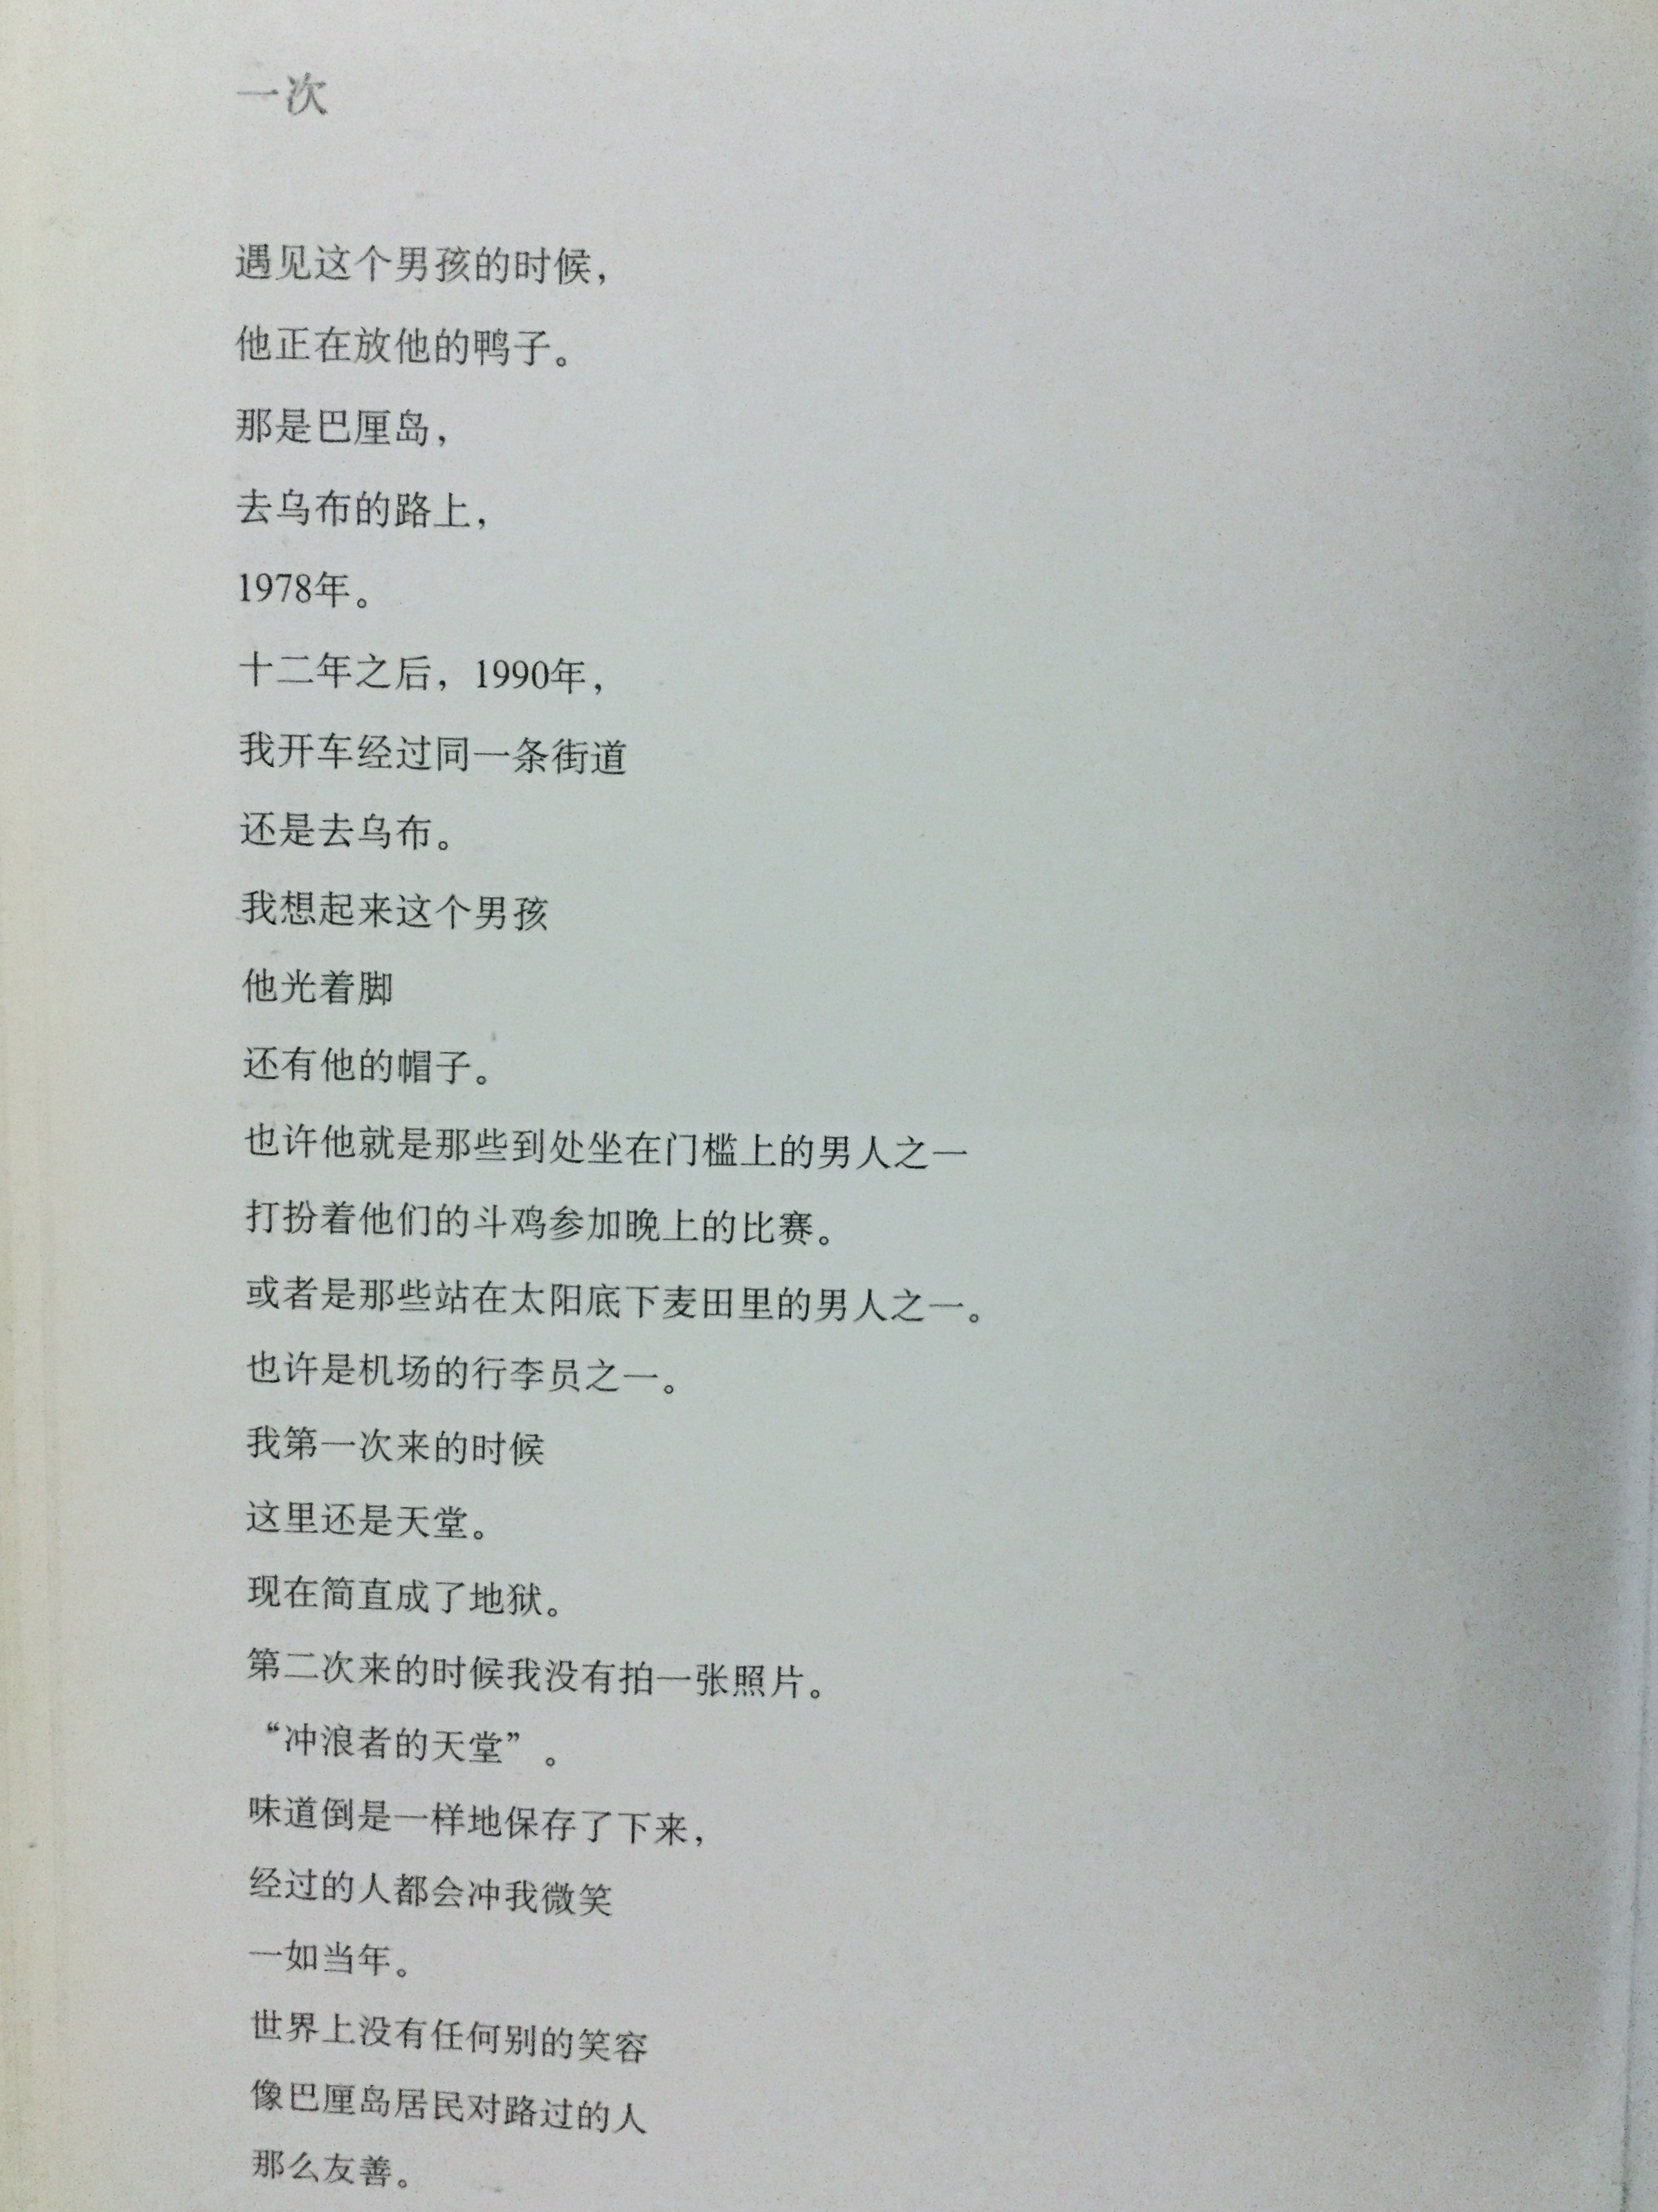 一次
遇见这个男孩的时候，
他正在放他的鸭子。
那是巴厘岛，
去乌布的路上，
1978年。
十二年之后，1990年，
我开车经过同一条街道
还是去乌布。
我想起来这个男孩
他光着脚
还有他的帽子。
也许他就是那些到处坐在门槛上的男人之一
打扮着他们的斗鸡参加晚上的比赛。
或者是那些站在太阳底下麦田里的男人之一。
也许是机场的行李员之一。
我第一次来的时候
这里还是天堂。
现在简直成了地狱。
第二次来的时候我没有拍一张照片。
“冲浪者的天堂”。
味道倒是一样地保存了下来，
经过的人都会冲我微笑
一如当年。
世界上没有任何别的笑容
像巴厘岛居民对路过的人
那么友善。